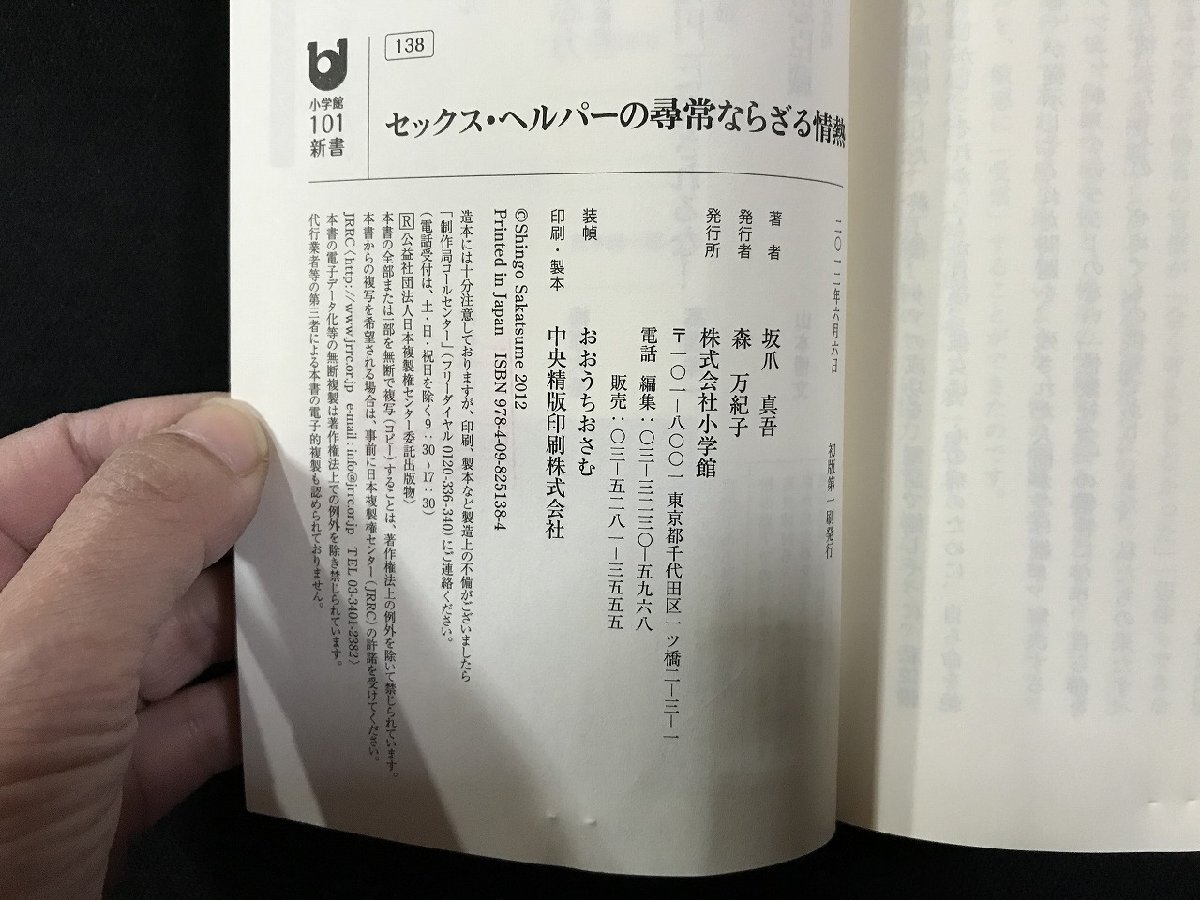 小学館
101
新書
138
セックス・ヘルパーの尋常ならざる情熱
二〇一二年六月六日 初版第一刷発行
著 者 坂爪 真吾
発行者 森 万紀子
発行所 株式会社小学館
〒一〇一-八〇〇一 東京都千代田区一ツ橋二-三-一
電話 編集:〇三-三二三〇-五九六八
販売:〇三-五二八一-三五五五
装幀 おおうちおさむ
印刷・製本 中央精版印刷株式会社
©Shingo Sakatsume 2012
Printed in Japan ISBN 978-4-09-825138-4
造本には十分注意しておりますが、印刷、製本など製造上の不備がございましたら
「制作局コールセンター」(フリーダイヤル0120-336-340)にご連絡ください。
(電話受付は、土・日・祝日を除く9:30~17:30)
Ⓡ公益社団法人日本複製権センター委託出版物
本書の全部または一部を無断で複写(コピー)することは、著作権法上の例外を除いて禁じられています。
本書からの複写を希望される場合は、事前に日本複製権センター(JRRC)の許諾を受けてください。
JRRC〈http://www.jrrc.or.jp e-mail:info@jrrc.or.jp TEL 03-3401-2382〉
本書の電子データ化等の無断複製は著作権法上での例外を除き禁じられています。
代行業者等の第三者による本書の電子的複製も認められておりません。